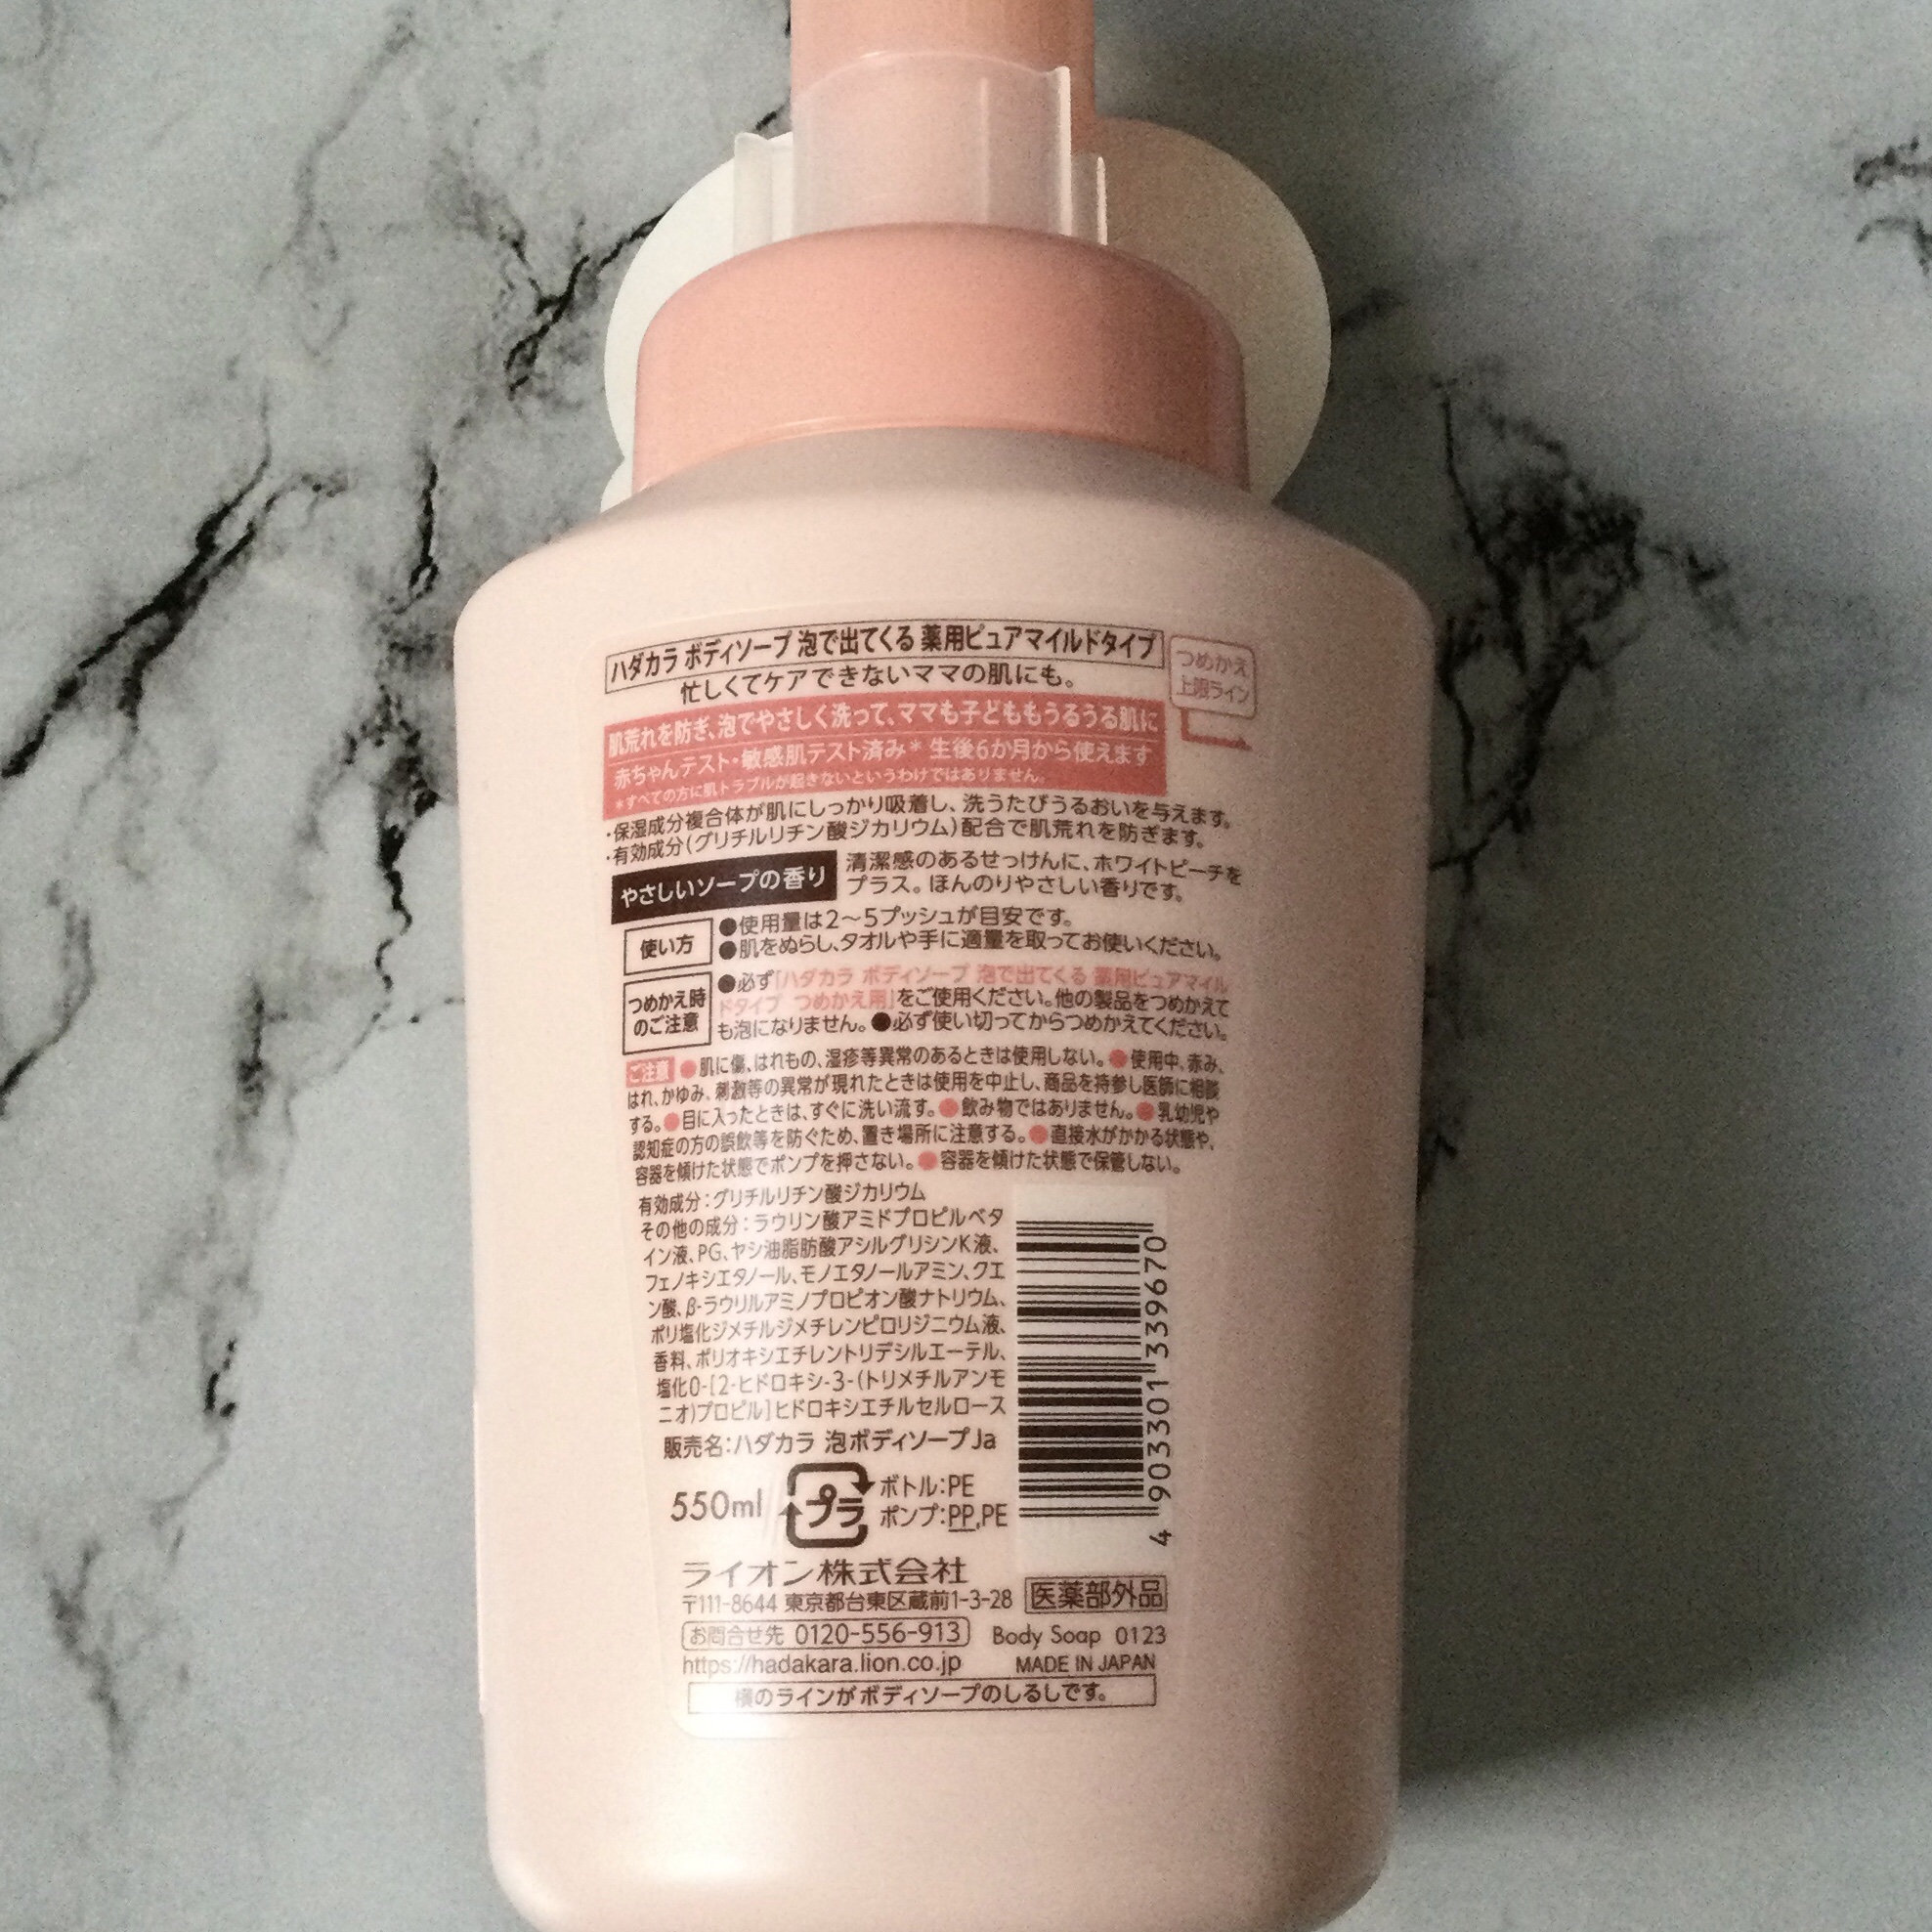 ハダカラ ボディソープ 泡で出てくる 薬用ピュアマイルドタイプ
忙しくてケアできないママの肌にも。
つめかえ
上限ライン
肌荒れを防ぎ、泡でやさしく洗って、ママも子どももうるうる肌に
赤ちゃんテスト・敏感肌テスト済み* 生後6か月から使えます
*すべての方に肌トラブルが起きないというわけではありません。
・保湿成分複合体が肌にしっかり吸着し、洗うたびうるおいを与えます。
・有効成分(グリチルリチン酸ジカリウム)配合で肌荒れを防ぎます。
やさしいソープの香り
清潔感のあるせっけんに、ホワイトピーチを
プラス。ほんのりやさしい香りです。
使い方
●使用量は2〜5プッシュが目安です。
●肌をぬらし、タオルや手に適量を取ってお使いください。
つめかえ時
のご注意
●必ず「ハダカラ ボディソープ 泡で出てくる 薬用ピュアマイル
ドタイプ つめかえ用」をご使用ください。他の製品をつめかえて
も泡になりません。●必ず使い切ってからつめかえてください。
ご注意 ●肌に傷、はれもの、湿疹等異常のあるときは使用しない。●使用中、赤み、
はれ、かゆみ、刺激等の異常が現れたときは使用を中止し、商品を持参し医師に相談
する。●目に入ったときは、すぐに洗い流す。●飲み物ではありません。●乳幼児や
認知症の方の誤飲等を防ぐため、置き場所に注意する。●直接水がかかる状態や、
容器を傾けた状態でポンプを押さない。●容器を傾けた状態で保管しない。
有効成分:グリチルリチン酸ジカリウム
その他の成分:ラウリン酸アミドプロピルベタ
イン液、PG、ヤシ油脂肪酸アシルグリシンK液、
フェノキシエタノール、モノエタノールアミン、クエ
ン酸、β-ラウリルアミノプロピオン酸ナトリウム、
ポリ塩化ジメチルジメチレンピロリジニウム液、
香料、ポリオキシエチレントリデシルエーテル、
塩化O-[2-ヒドロキシ-3-(トリメチルアンモ
ニオ)プロピル]ヒドロキシエチルセルロース
販売名:ハダカラ 泡ボディソープJa
4 903301 339670
550ml
プラ
ボトル:PE
ポンプ:PP,PE
ライオン株式会社
〒111-8644 東京都台東区蔵前1-3-28
医薬部外品
お問合せ先 0120-556-913
Body Soap 0123
https://hadakara.lion.co.jp
MADE IN JAPAN
横のラインがボディソープのしるしです。